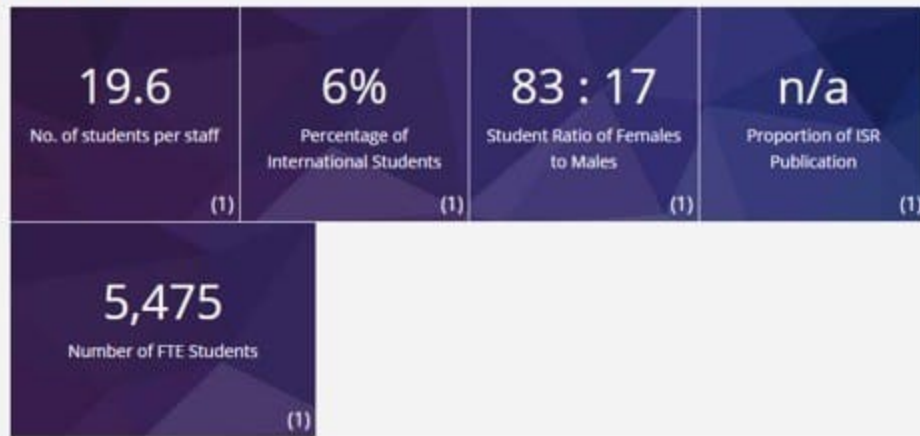 19.6
No. of students per staff
(1)
6%
Percentage of
International Students
(1)
83 : 17
Student Ratio of Females
to Males
(1)
n/a
Proportion of ISR
Publication
(1)
5,475
Number of FTE Students
(1)